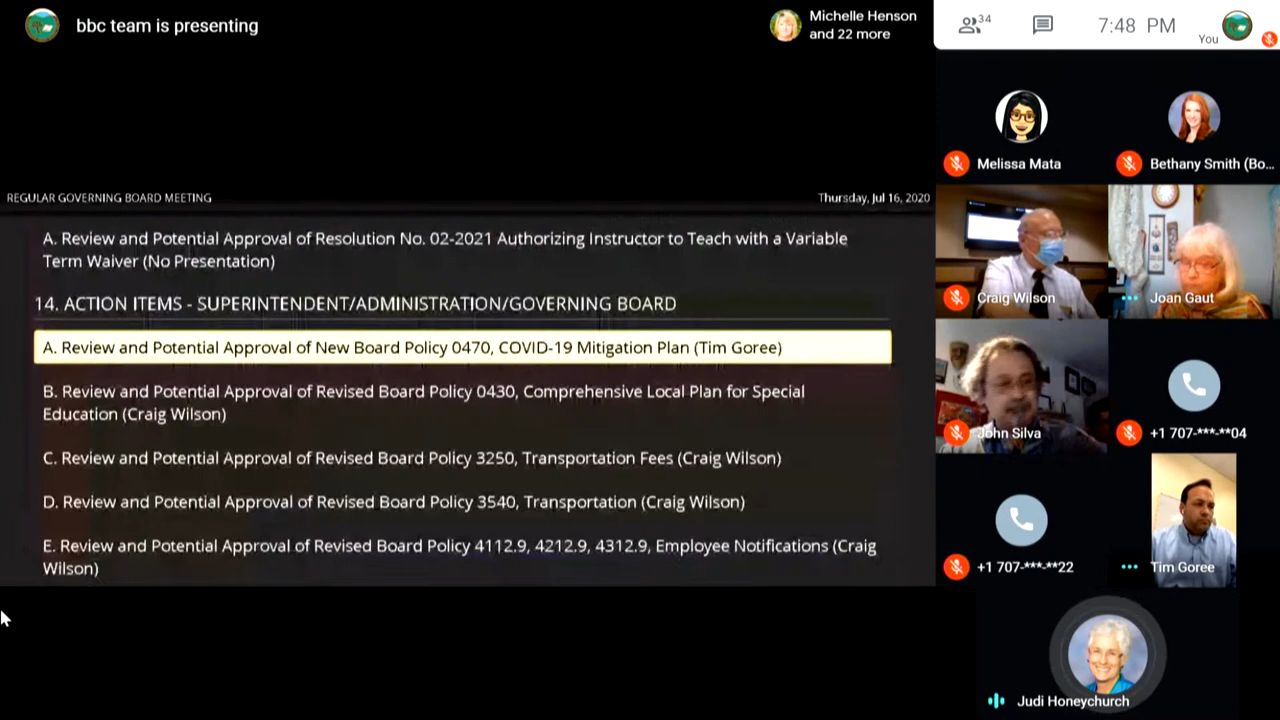 bbc team is presenting
Michelle Henson
and 22 more
34
7:48 PM
You
Melissa Mata
Bethany Smith (Bo...
REGULAR GOVERNING BOARD MEETING
Thursday, Jul 16, 2020
A. Review and Potential Approval of Resolution No. 02-2021 Authorizing Instructor to Teach with a Variable
Term Waiver (No Presentation)
14. ACTION ITEMS - SUPERINTENDENT/ADMINISTRATION/GOVERNING BOARD
A. Review and Potential Approval of New Board Policy 0470, COVID-19 Mitigation Plan (Tim Goree)
B. Review and Potential Approval of Revised Board Policy 0430, Comprehensive Local Plan for Special
Education (Craig Wilson)
C. Review and Potential Approval of Revised Board Policy 3250, Transportation Fees (Craig Wilson)
D. Review and Potential Approval of Revised Board Policy 3540, Transportation (Craig Wilson)
E. Review and Potential Approval of Revised Board Policy 4112.9, 4212.9, 4312.9, Employee Notifications (Craig
Wilson)
Craig Wilson
Joan Gaut
John Silva
+1 707-***-**04
+1 707-***-**22
Tim Goree
Judi Honeychurch